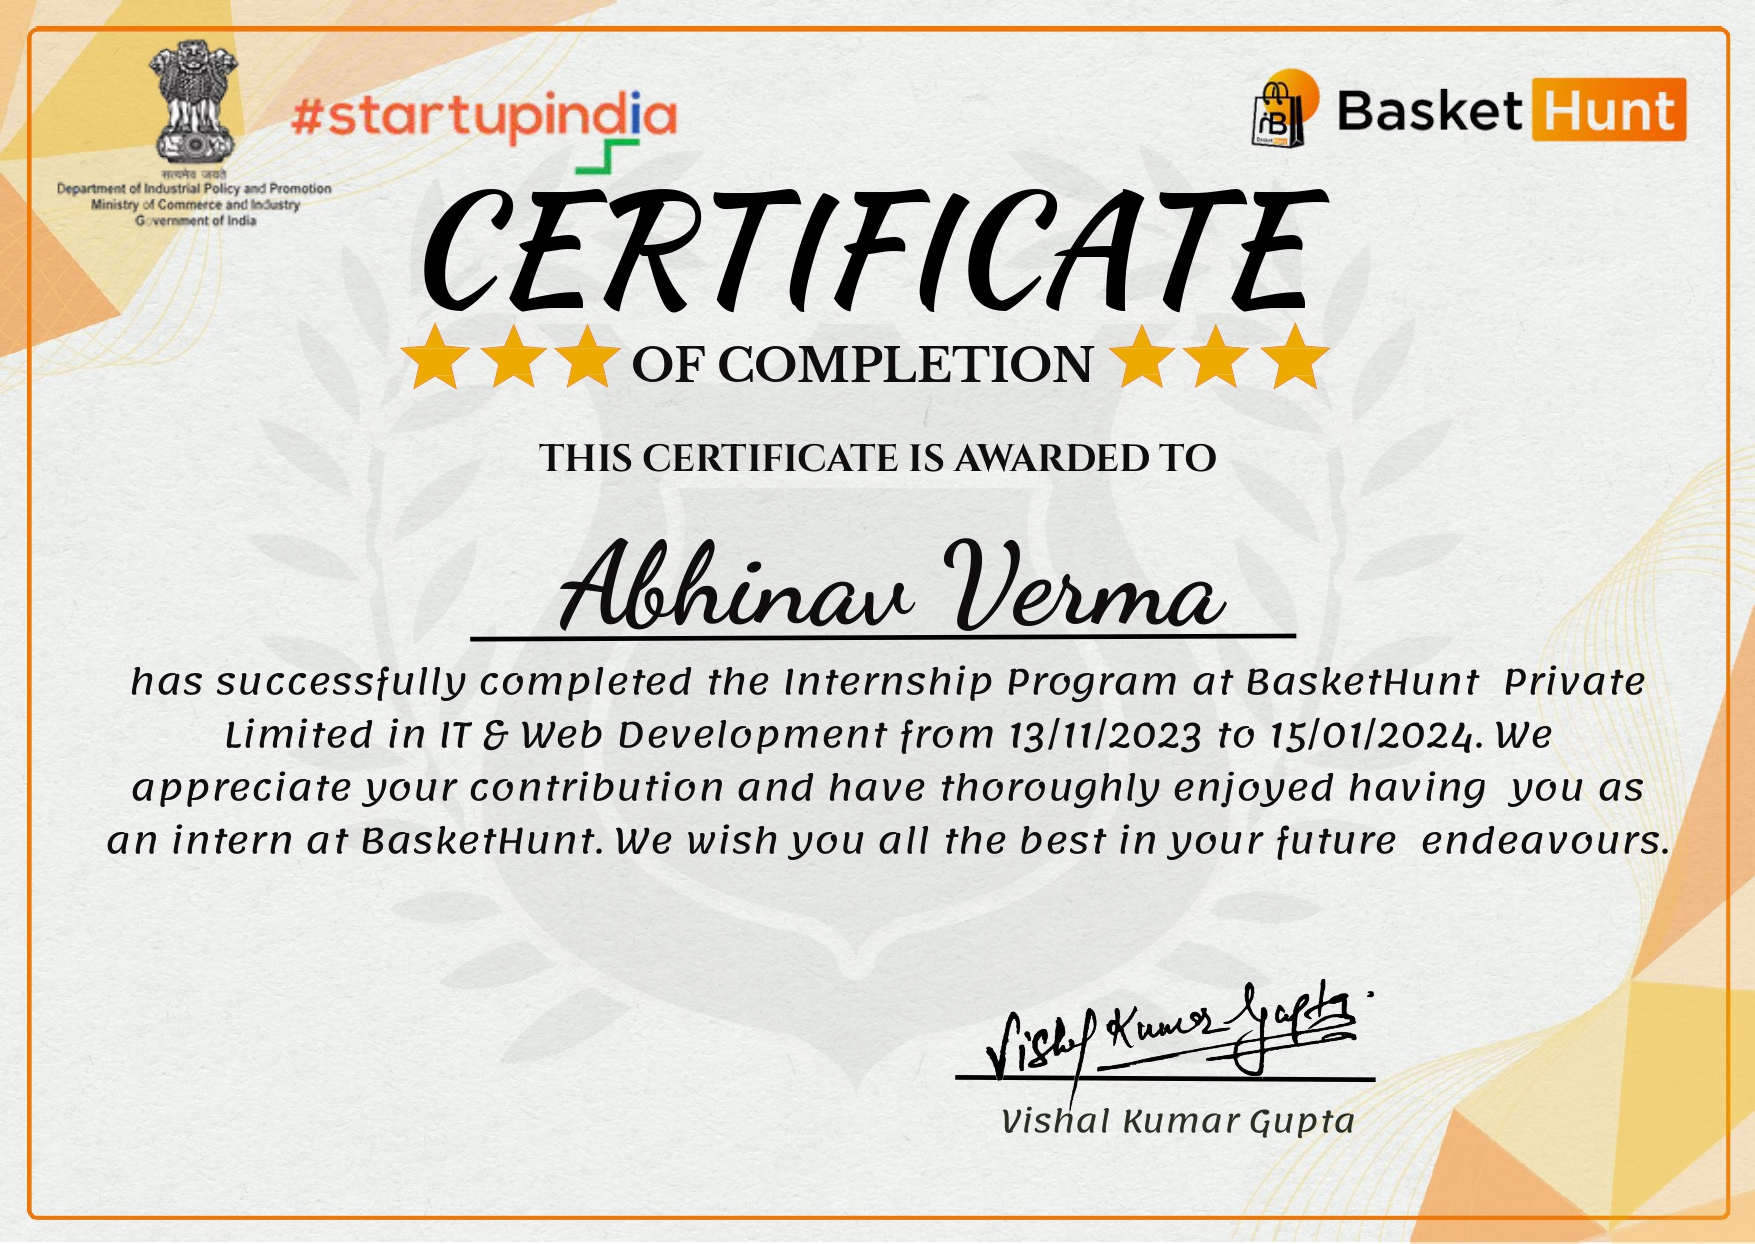 सत्यमेव जयते
Department of Industrial Policy and Promotion
Ministry of Commerce and Industry
Government of India
#startupindia
Basket Hunt
CERTIFICATE
OF COMPLETION
THIS CERTIFICATE IS AWARDED TO
Abhinav Verma
has successfully completed the Internship Program at BasketHunt Private
Limited in IT & Web Development from 13/11/2023 to 15/01/2024. We
appreciate your contribution and have thoroughly enjoyed having you as
an intern at BasketHunt. We wish you all the best in your future endeavours.
Vishal Kumar Gupta
Vishal Kumar Gupta